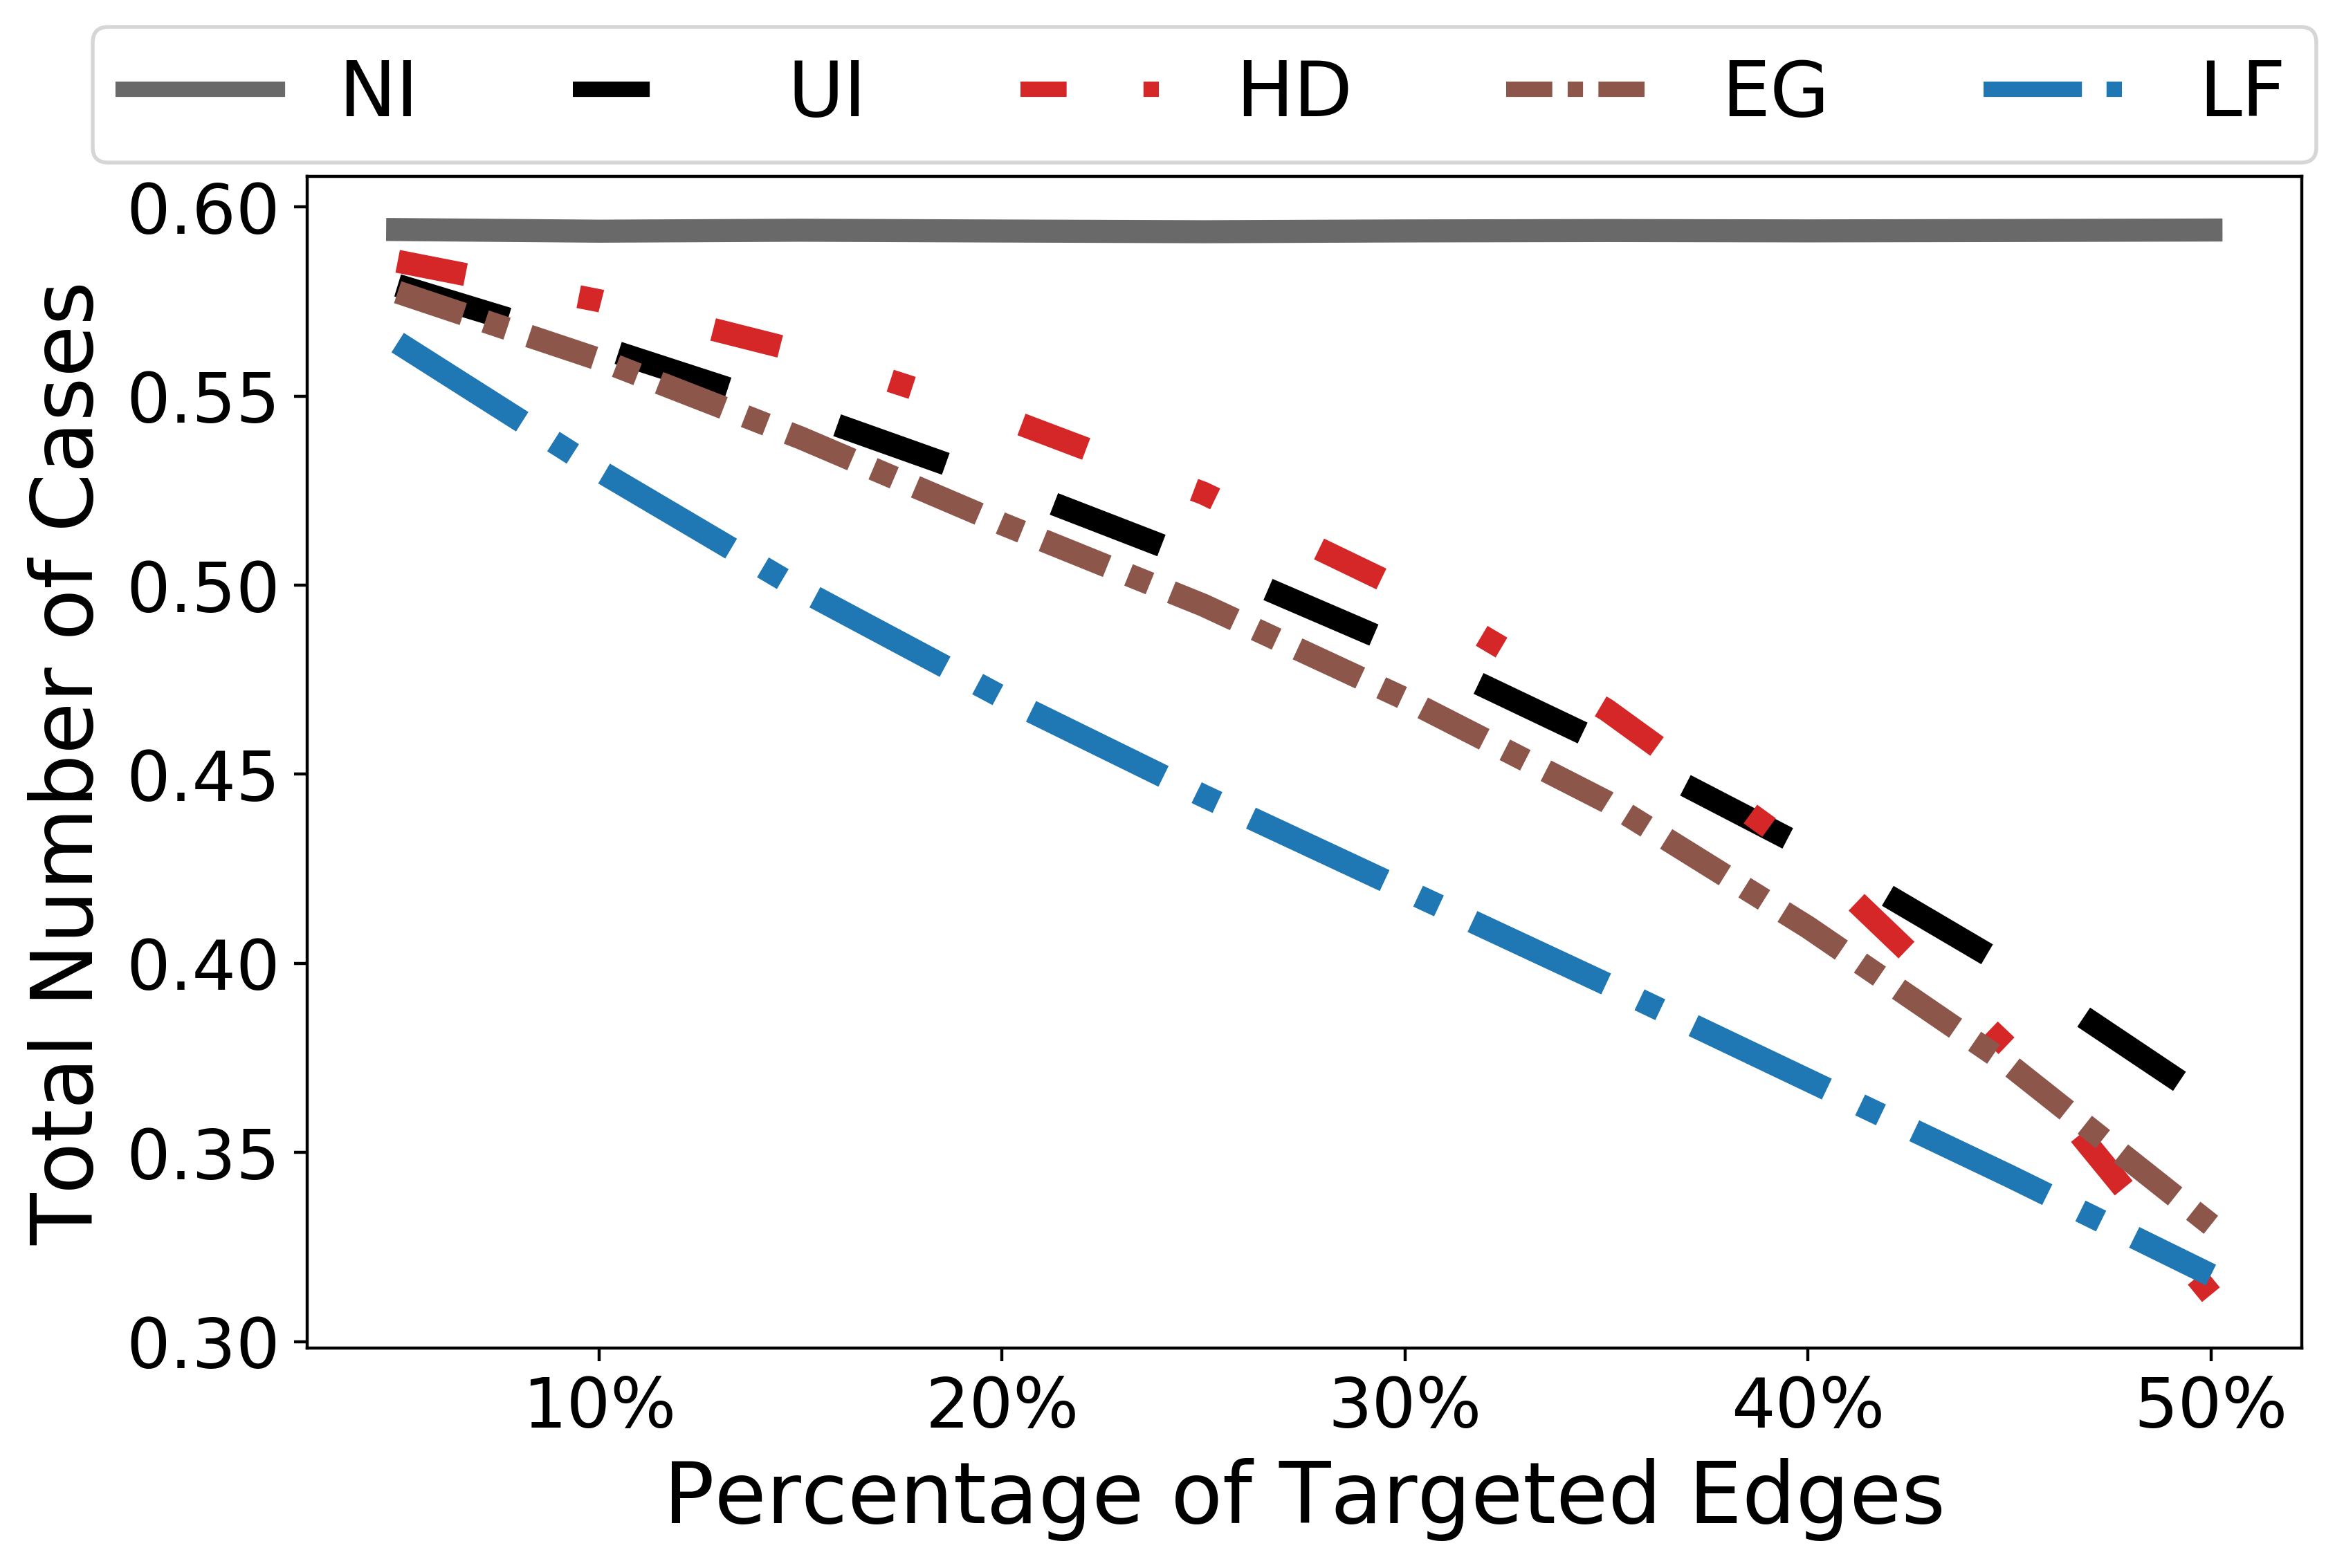 NI UI HD EG LF
0.60
0.55
0.50
0.45
0.40
0.35
0.30
Total Number of Cases
10% 20% 30% 40% 50%
Percentage of Targeted Edges